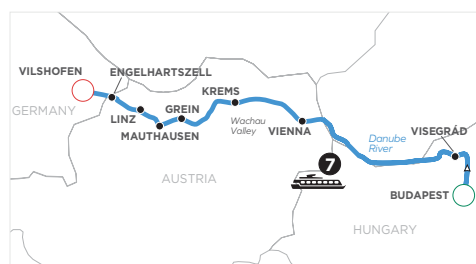 VILSHOFEN
ENGELHARTSZELL
GERMANY
LINZ
MAUTHAUSEN
GREIN
KREMS
Wachau
Valley
VIENNA
AUSTRIA
7
Danube
River
VISEGRÁD
BUDAPEST
HUNGARY